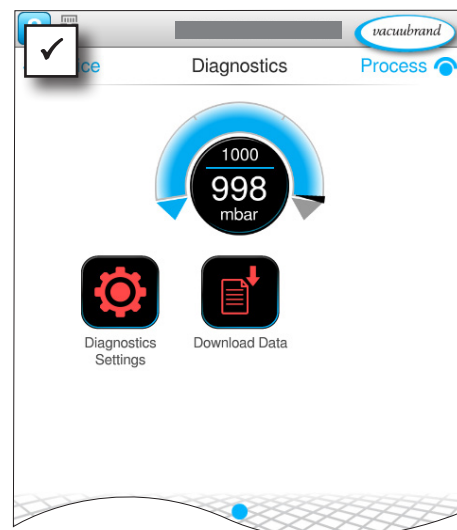 vacuubrand
ce Diagnostics Process
1000
998
mbar
Diagnostics Settings
Download Data